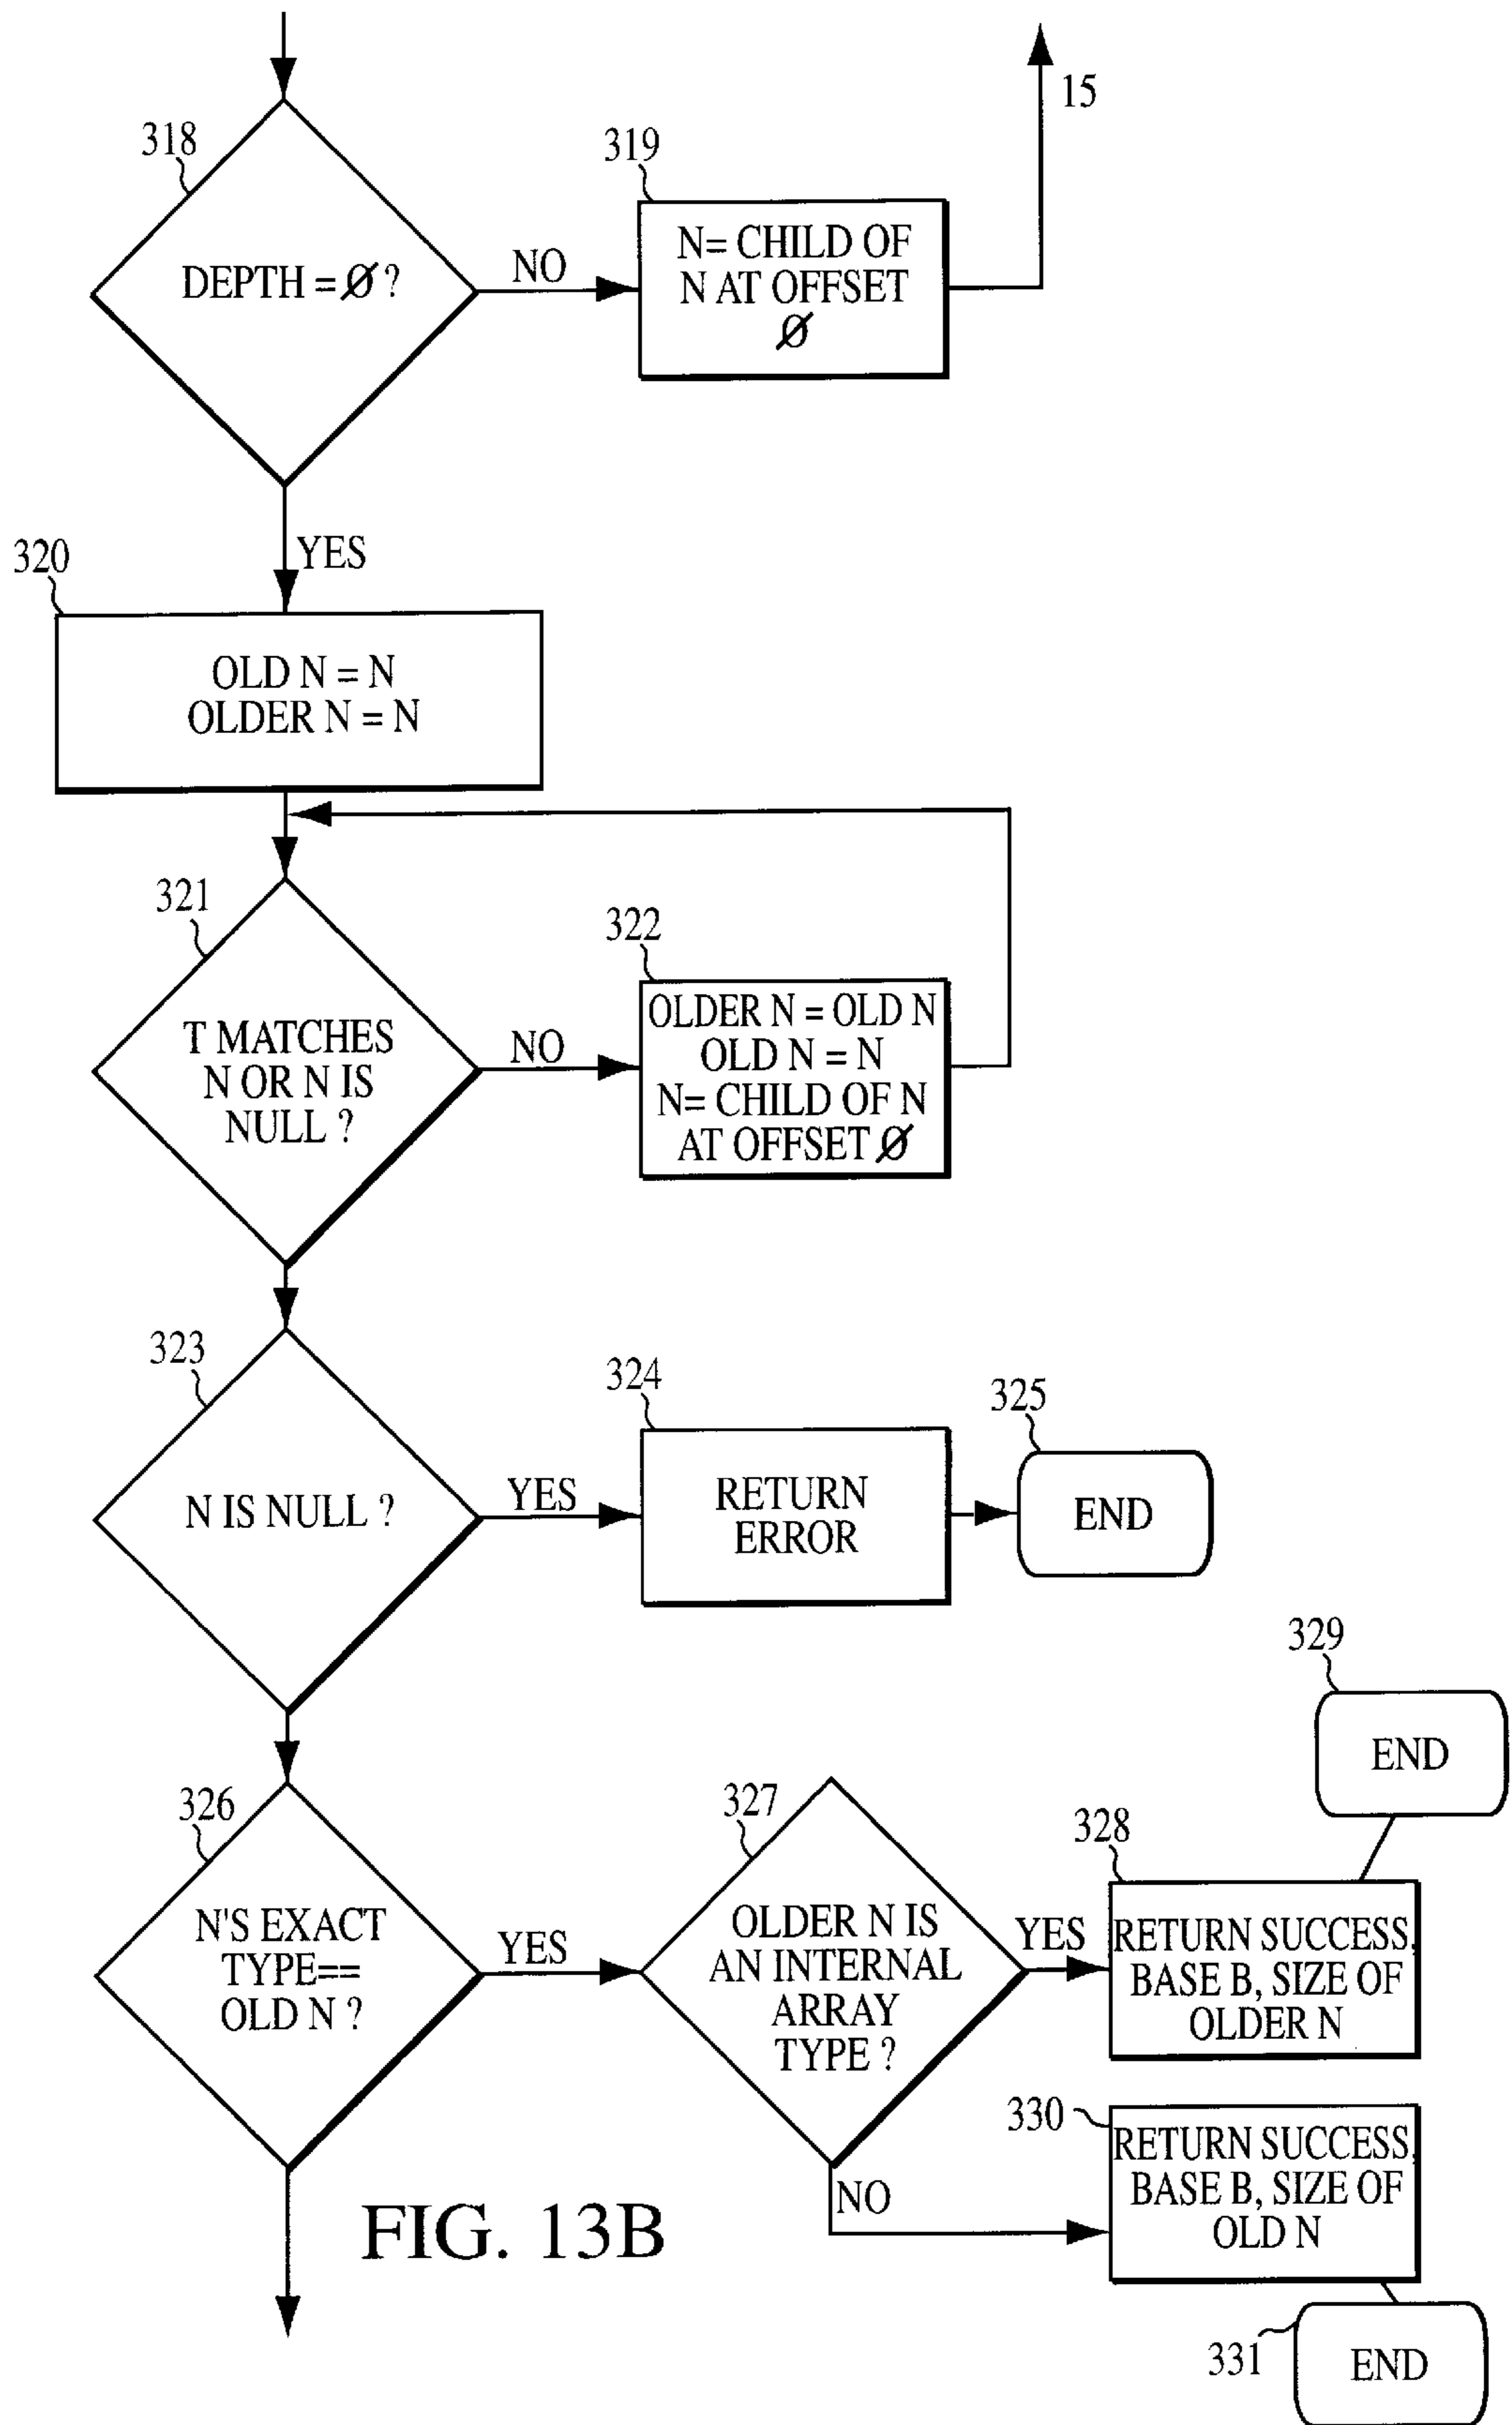 15
318
319
DEPTH = Ø ?
NO
N= CHILD OF
N AT OFFSET
Ø
YES
320
OLD N = N
OLDER N = N
321
322
T MATCHES
N OR N IS
NULL ?
NO
OLDER N = OLD N
OLD N = N
N= CHILD OF N
AT OFFSET Ø
323
324
325
N IS NULL ?
YES
RETURN
ERROR
END
329
END
326
327
328
N'S EXACT
TYPE==
OLD N ?
YES
OLDER N IS
AN INTERNAL
ARRAY
TYPE ?
YES
RETURN SUCCESS,
BASE B, SIZE OF
OLDER N
NO
330
RETURN SUCCESS,
BASE B, SIZE OF
OLD N
331
END
FIG. 13B